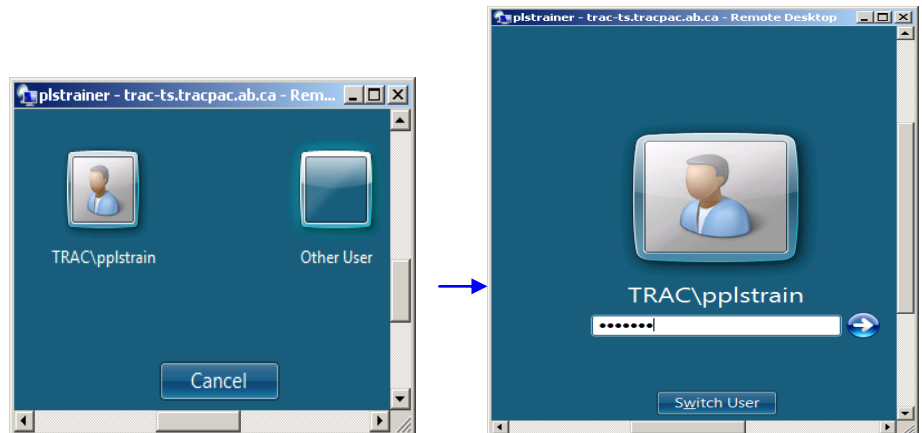 plstrainer - trac-ts.tracpac.ab.ca - Rem...
TRAC\pplstrain
Other User
Cancel
plstrainer - trac-ts.tracpac.ab.ca - Remote Desktop
TRAC\pplstrain
•••••••
Switch User